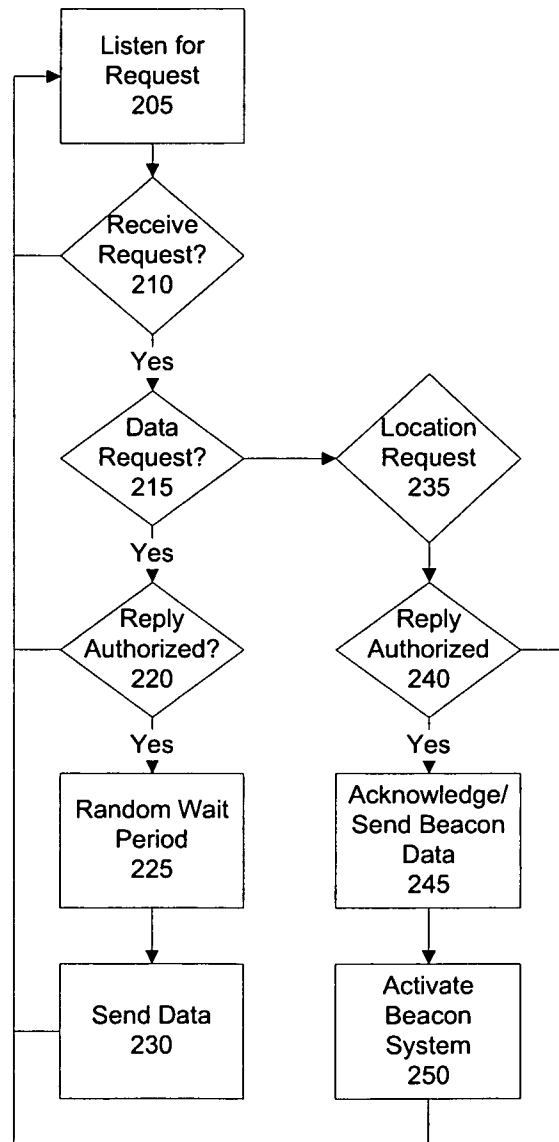 Listen for
Request
205
Receive
Request?
210
Yes
Data
Request?
215
Location
Request
235
Yes
Reply
Authorized?
220
Reply
Authorized
240
Yes
Yes
Random Wait
Period
225
Acknowledge/
Send Beacon
Data
245
Send Data
230
Activate
Beacon
System
250